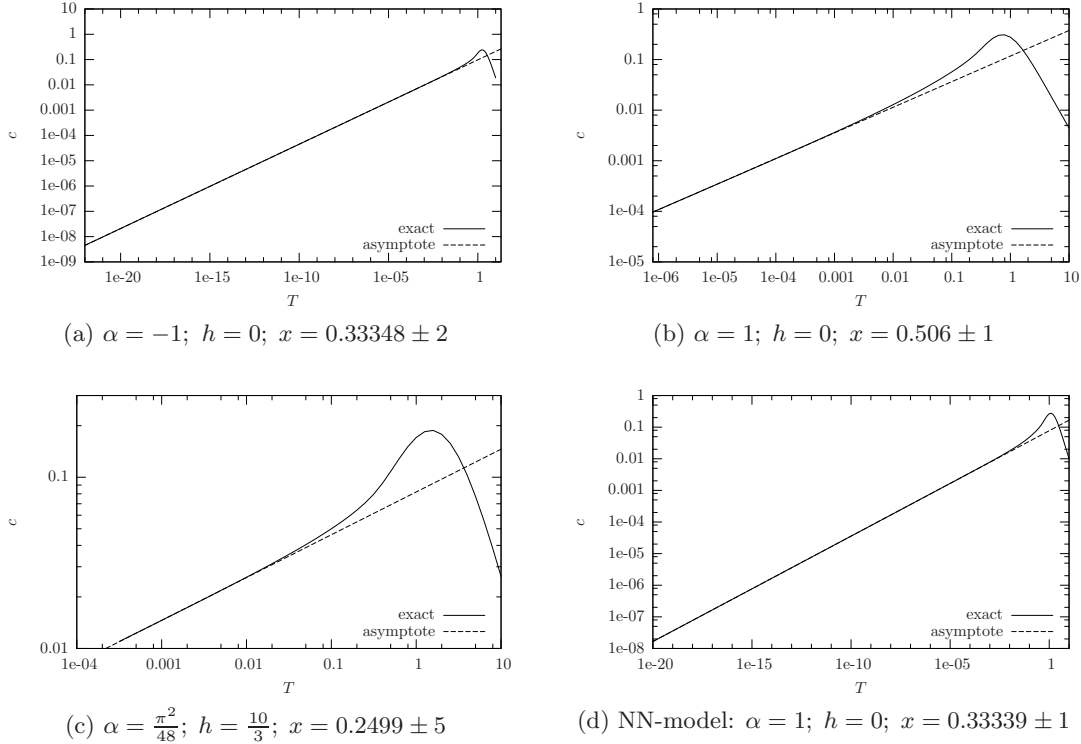 10
1
0.1
0.01
0.001
1e-04
1e-05
1e-06
1e-07
1e-08
1e-09
c
exact
asymptote
1e-20 1e-15 1e-10 1e-05 1
T
(a) α = −1; h = 0; x = 0.33348 ± 2
1
0.1
0.01
0.001
1e-04
1e-05
c
exact
asymptote
1e-06 1e-05 1e-04 0.001 0.01 0.1 1 10
T
(b) α = 1; h = 0; x = 0.506 ± 1
0.1
0.01
c
exact
asymptote
1e-04 0.001 0.01 0.1 1 10
T
(c) α = π²/48; h = 10/3; x = 0.2499 ± 5
1
0.1
0.01
0.001
1e-04
1e-05
1e-06
1e-07
1e-08
c
exact
asymptote
1e-20 1e-15 1e-10 1e-05 1
T
(d) NN-model: α = 1; h = 0; x = 0.33339 ± 1